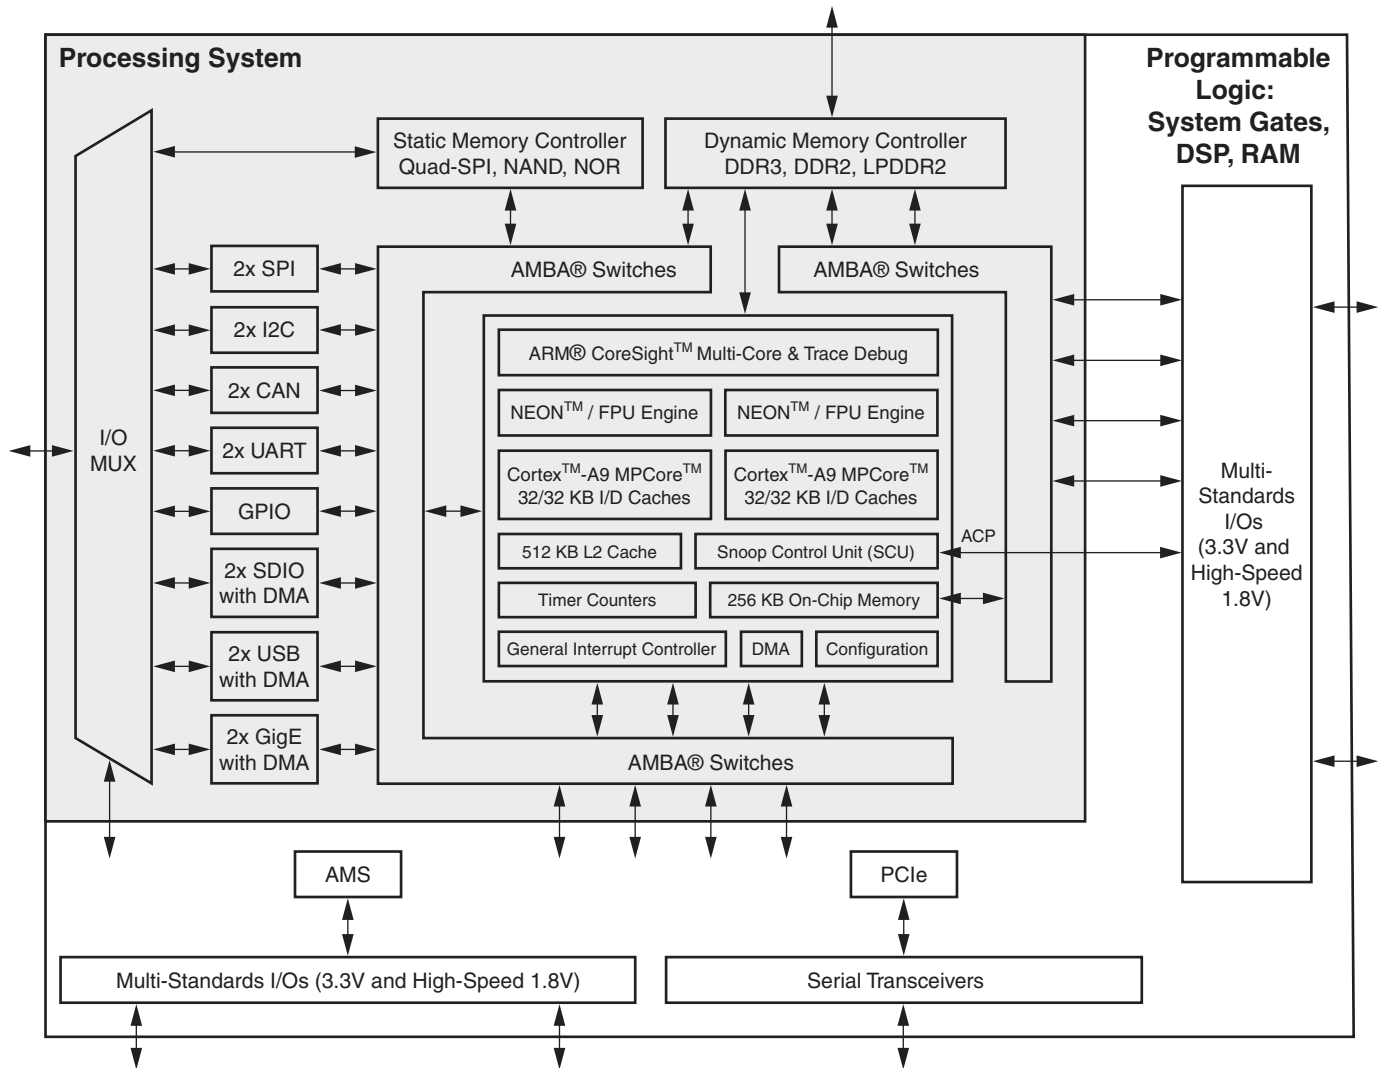 Processing System
Programmable
Logic:
System Gates,
DSP, RAM
Static Memory Controller
Quad-SPI, NAND, NOR
Dynamic Memory Controller
DDR3, DDR2, LPDDR2
2x SPI
AMBA® Switches
AMBA® Switches
2x I2C
ARM® CoreSight™ Multi-Core & Trace Debug
2x CAN
NEON™ / FPU Engine
NEON™ / FPU Engine
I/O
MUX
2x UART
Cortex™-A9 MPCore™
32/32 KB I/D Caches
Cortex™-A9 MPCore™
32/32 KB I/D Caches
Multi-
Standards
I/Os
(3.3V and
High-Speed
1.8V)
GPIO
512 KB L2 Cache
Snoop Control Unit (SCU)
ACP
2x SDIO
with DMA
Timer Counters
256 KB On-Chip Memory
2x USB
with DMA
General Interrupt Controller
DMA
Configuration
2x GigE
with DMA
AMBA® Switches
AMS
PCIe
Multi-Standards I/Os (3.3V and High-Speed 1.8V)
Serial Transceivers